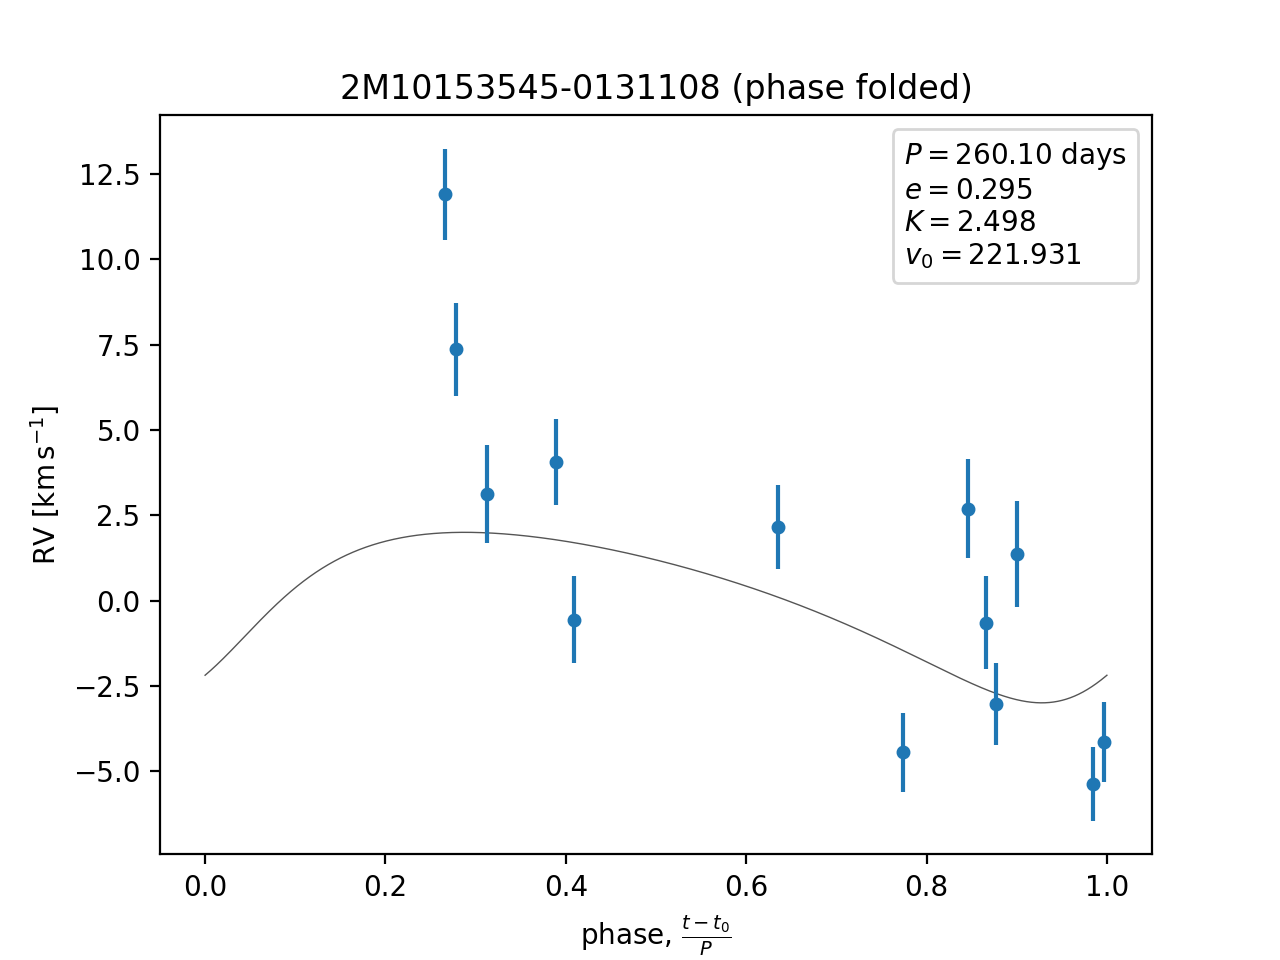 2M10153545-0131108 (phase folded)
P = 260.10 days
e = 0.295
K = 2.498
v₀ = 221.931
RV [km s⁻¹]
12.5
10.0
7.5
5.0
2.5
0.0
−2.5
−5.0
0.0 0.2 0.4 0.6 0.8 1.0
phase, (t − t₀)/P